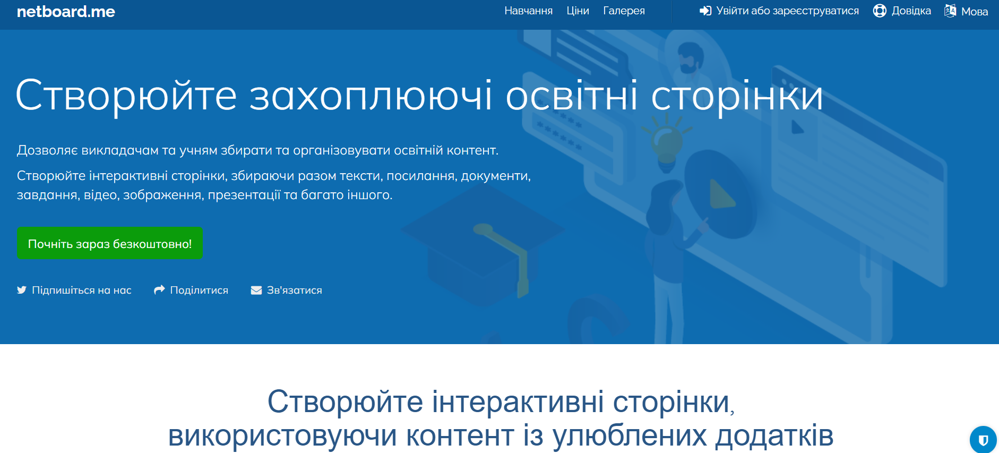 netboard.me
Навчання
Ціни
Галерея
Увійти або зареєструватися
Довідка
Мова
Створюйте захоплюючі освітні сторінки
Дозволяє викладачам та учням збирати та організовувати освітній контент.
Створюйте інтерактивні сторінки, збираючи разом тексти, посилання, документи,
завдання, відео, зображення, презентації та багато іншого.
Почніть зараз безкоштовно!
Підпишіться на нас
Поділитися
Зв'язатися
Створюйте інтерактивні сторінки,
використовуючи контент із улюблених додатків